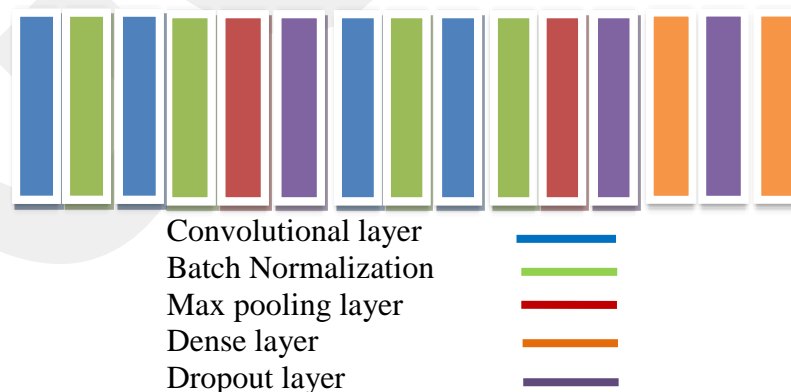 Convolutional layer
Batch Normalization
Max pooling layer
Dense layer
Dropout layer